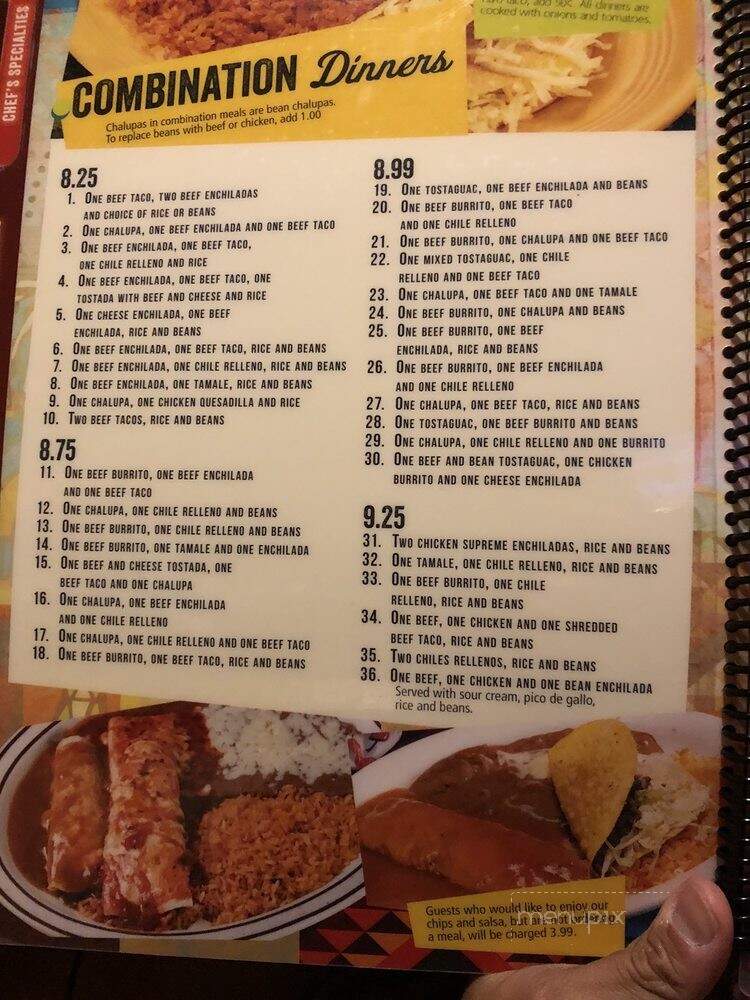 CHEF'S SPECIALTIES
cooked with onions and tomatoes.
COMBINATION Dinners
Chalupas in combination meals are bean chalupas.
To replace beans with beef or chicken, add 1.00
8.25
1. ONE BEEF TACO, TWO BEEF ENCHILADAS
AND CHOICE OF RICE OR BEANS
2. ONE CHALUPA, ONE BEEF ENCHILADA AND ONE BEEF TACO
3. ONE BEEF ENCHILADA, ONE BEEF TACO,
ONE CHILE RELLENO AND RICE
4. ONE BEEF ENCHILADA, ONE BEEF TACO, ONE
TOSTADA WITH BEEF AND CHEESE AND RICE
5. ONE CHEESE ENCHILADA, ONE BEEF
ENCHILADA, RICE AND BEANS
6. ONE BEEF ENCHILADA, ONE BEEF TACO, RICE AND BEANS
7. ONE BEEF ENCHILADA, ONE CHILE RELLENO, RICE AND BEANS
8. ONE BEEF ENCHILADA, ONE TAMALE, RICE AND BEANS
9. ONE CHALUPA, ONE CHICKEN QUESADILLA AND RICE
10. TWO BEEF TACOS, RICE AND BEANS
8.75
11. ONE BEEF BURRITO, ONE BEEF ENCHILADA
AND ONE BEEF TACO
12. ONE CHALUPA, ONE CHILE RELLENO AND BEANS
13. ONE BEEF BURRITO, ONE CHILE RELLENO AND BEANS
14. ONE BEEF BURRITO, ONE TAMALE AND ONE ENCHILADA
15. ONE BEEF AND CHEESE TOSTADA, ONE
BEEF TACO AND ONE CHALUPA
16. ONE CHALUPA, ONE BEEF ENCHILADA
AND ONE CHILE RELLENO
17. ONE CHALUPA, ONE CHILE RELLENO AND ONE BEEF TACO
18. ONE BEEF BURRITO, ONE BEEF TACO, RICE AND BEANS
8.99
19. ONE TOSTAGUAC, ONE BEEF ENCHILADA AND BEANS
20. ONE BEEF BURRITO, ONE BEEF TACO
AND ONE CHILE RELLENO
21. ONE BEEF BURRITO, ONE CHALUPA AND ONE BEEF TACO
22. ONE MIXED TOSTAGUAC, ONE CHILE
RELLENO AND ONE BEEF TACO
23. ONE CHALUPA, ONE BEEF TACO AND ONE TAMALE
24. ONE BEEF BURRITO, ONE CHALUPA AND BEANS
25. ONE BEEF BURRITO, ONE BEEF
ENCHILADA, RICE AND BEANS
26. ONE BEEF BURRITO, ONE BEEF ENCHILADA
AND ONE CHILE RELLENO
27. ONE CHALUPA, ONE BEEF TACO, RICE AND BEANS
28. ONE TOSTAGUAC, ONE BEEF BURRITO AND BEANS
29. ONE CHALUPA, ONE CHILE RELLENO AND ONE BURRITO
30. ONE BEEF AND BEAN TOSTAGUAC, ONE CHICKEN
BURRITO AND ONE CHEESE ENCHILADA
9.25
31. TWO CHICKEN SUPREME ENCHILADAS, RICE AND BEANS
32. ONE TAMALE, ONE CHILE RELLENO, RICE AND BEANS
33. ONE BEEF BURRITO, ONE CHILE
RELLENO, RICE AND BEANS
34. ONE BEEF, ONE CHICKEN AND ONE SHREDDED
BEEF TACO, RICE AND BEANS
35. TWO CHILES RELLENOS, RICE AND BEANS
36. ONE BEEF, ONE CHICKEN AND ONE BEAN ENCHILADA
Served with sour cream, pico de gallo,
rice and beans.
Guests who would like to enjoy our
chips and salsa, but are not ordering
a meal, will be charged 3.99.
menupix